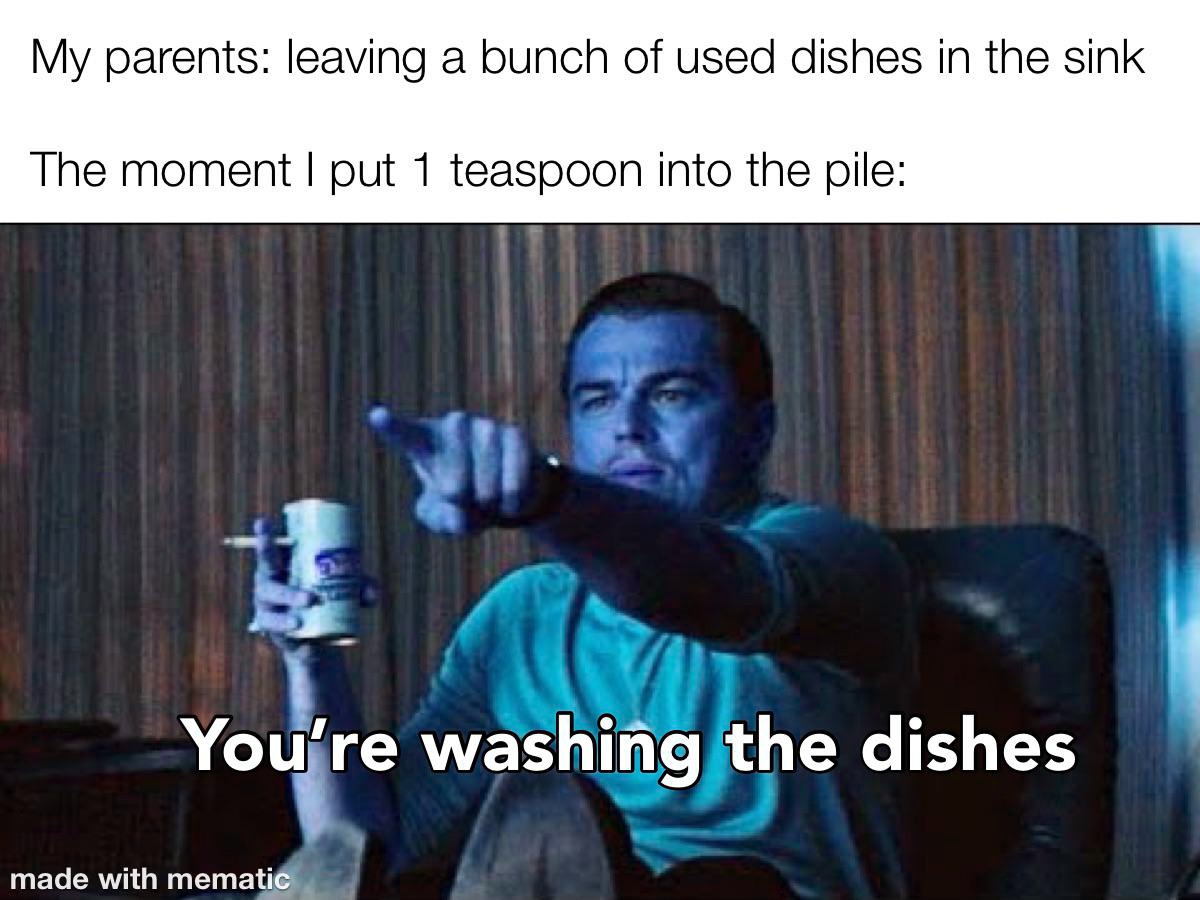 My parents: leaving a bunch of used dishes in the sink
The moment I put 1 teaspoon into the pile:
You're washing the dishes
made with mematic